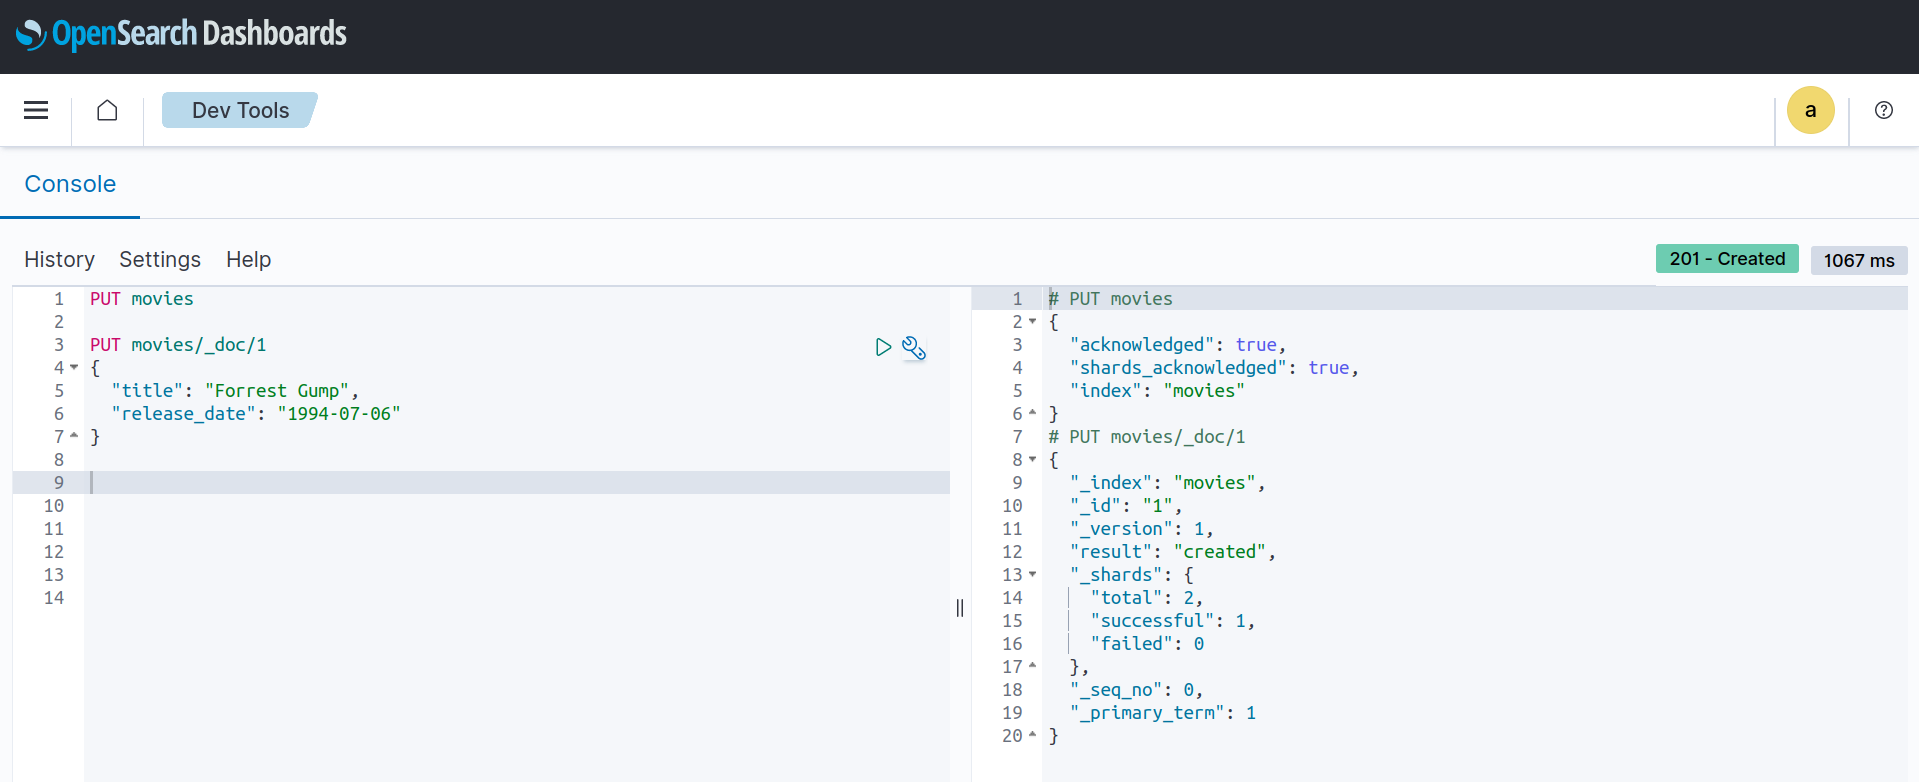 OpenSearch Dashboards
Dev Tools
a
Console
History Settings Help
201 - Created 1067 ms
1 PUT movies
2
3 PUT movies/_doc/1
4 {
5 "title": "Forrest Gump",
6 "release_date": "1994-07-06"
7 }
8
9
10
11
12
13
14
1 # PUT movies
2 {
3 "acknowledged": true,
4 "shards_acknowledged": true,
5 "index": "movies"
6 }
7 # PUT movies/_doc/1
8 {
9 "_index": "movies",
10 "_id": "1",
11 "_version": 1,
12 "result": "created",
13 "_shards": {
14 "total": 2,
15 "successful": 1,
16 "failed": 0
17 },
18 "_seq_no": 0,
19 "_primary_term": 1
20 }